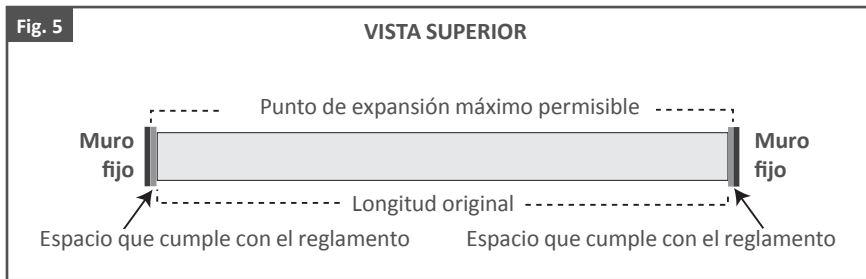 Fig. 5
VISTA SUPERIOR
Punto de expansión máximo permisible
Muro
fijo
Muro
fijo
Longitud original
Espacio que cumple con el reglamento
Espacio que cumple con el reglamento